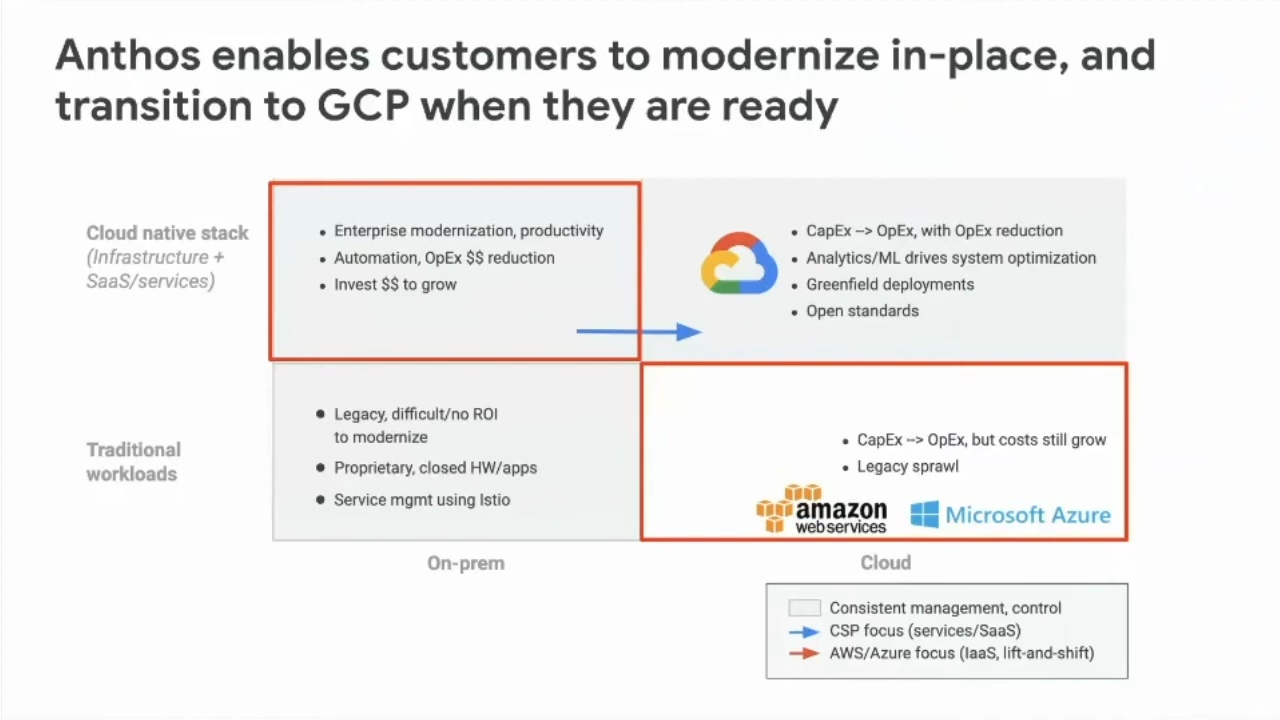 Anthos enables customers to modernize in-place, and
transition to GCP when they are ready
Cloud native stack
(Infrastructure +
SaaS/services)
• Enterprise modernization, productivity
• Automation, OpEx $$ reduction
• Invest $$ to grow
• CapEx --> OpEx, with OpEx reduction
• Analytics/ML drives system optimization
• Greenfield deployments
• Open standards
Traditional
workloads
• Legacy, difficult/no ROI
to modernize
• Proprietary, closed HW/apps
• Service mgmt using Istio
• CapEx --> OpEx, but costs still grow
• Legacy sprawl
amazon
webservices
Microsoft Azure
On-prem
Cloud
Consistent management, control
CSP focus (services/SaaS)
AWS/Azure focus (IaaS, lift-and-shift)